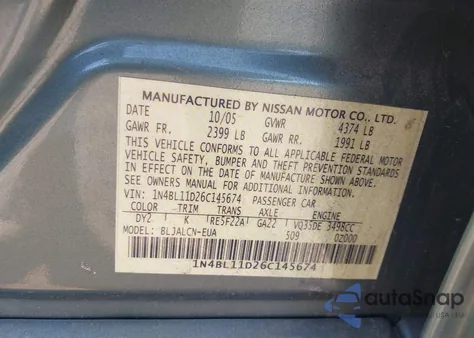 MANUFACTURED BY NISSAN MOTOR CO., LTD.
DATE 10/05 GVWR 4374 LB
GAWR FR. 2399 LB GAWR RR. 1991 LB
THIS VEHICLE CONFORMS TO ALL APPLICABLE FEDERAL MOTOR
VEHICLE SAFETY, BUMPER AND THEFT PREVENTION STANDARDS
IN EFFECT ON THE DATE OF MANUFACTURE SHOWN ABOVE.
SEE OWNERS MANUAL FOR ADDITIONAL INFORMATION
VIN: 1N4BL11D26C145674 PASSENGER CAR
COLOR TRIM TRANS AXLE ENGINE
DY2 K RE5F22A GA22 VQ35DE 3498CC
MODEL: BLJALCN-EUA 509 02000
1N4BL11D26C145674
autoSnap